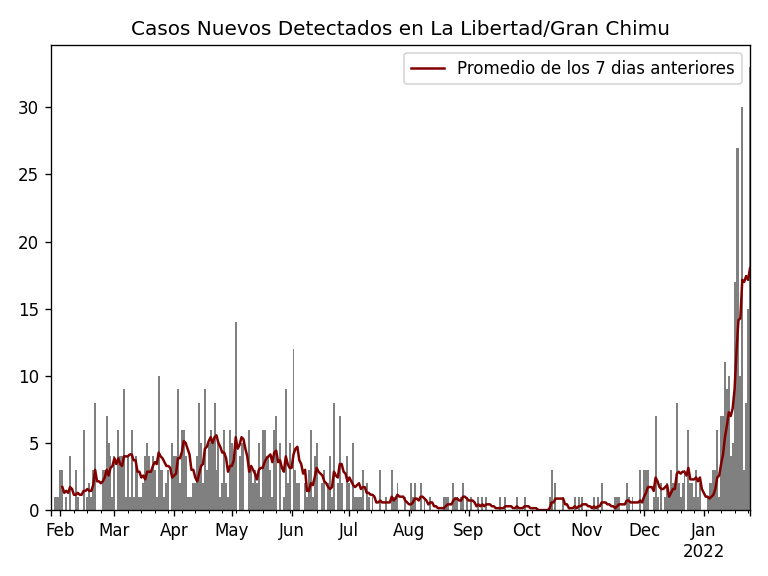 Casos Nuevos Detectados en La Libertad/Gran Chimu
Promedio de los 7 dias anteriores
30
25
20
15
10
5
0
Feb Mar Apr May Jun Jul Aug Sep Oct Nov Dec Jan
2022